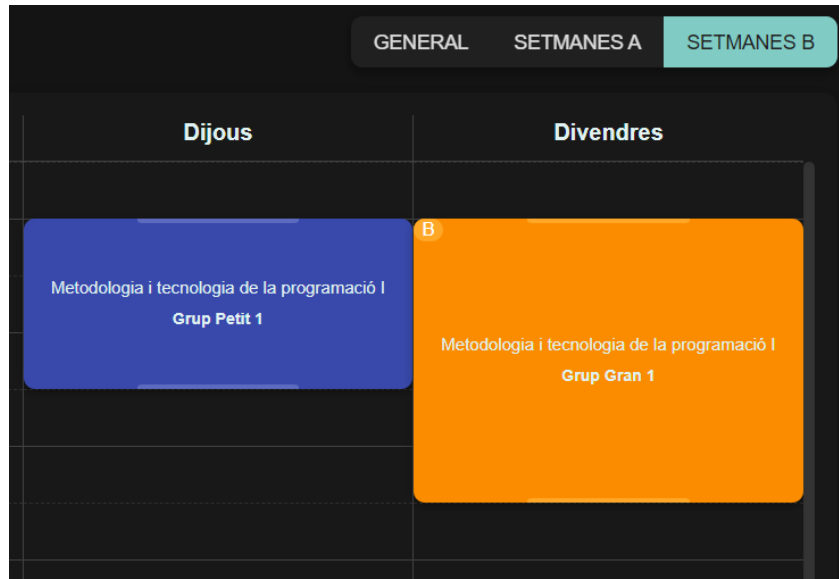 GENERAL SETMANES A SETMANES B
Dijous Divendres
Metodologia i tecnologia de la programació I
Grup Petit 1
B
Metodologia i tecnologia de la programació I
Grup Gran 1